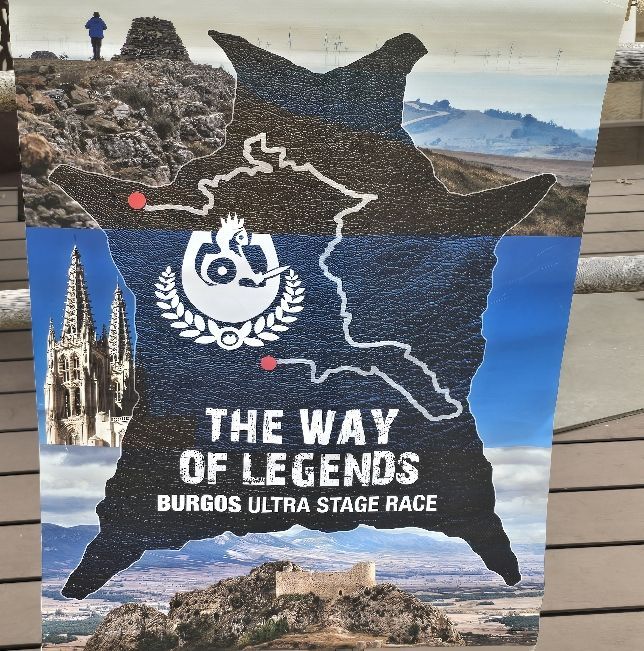 THE WAY
OF LEGENDS
BURGOS ULTRA STAGE RACE